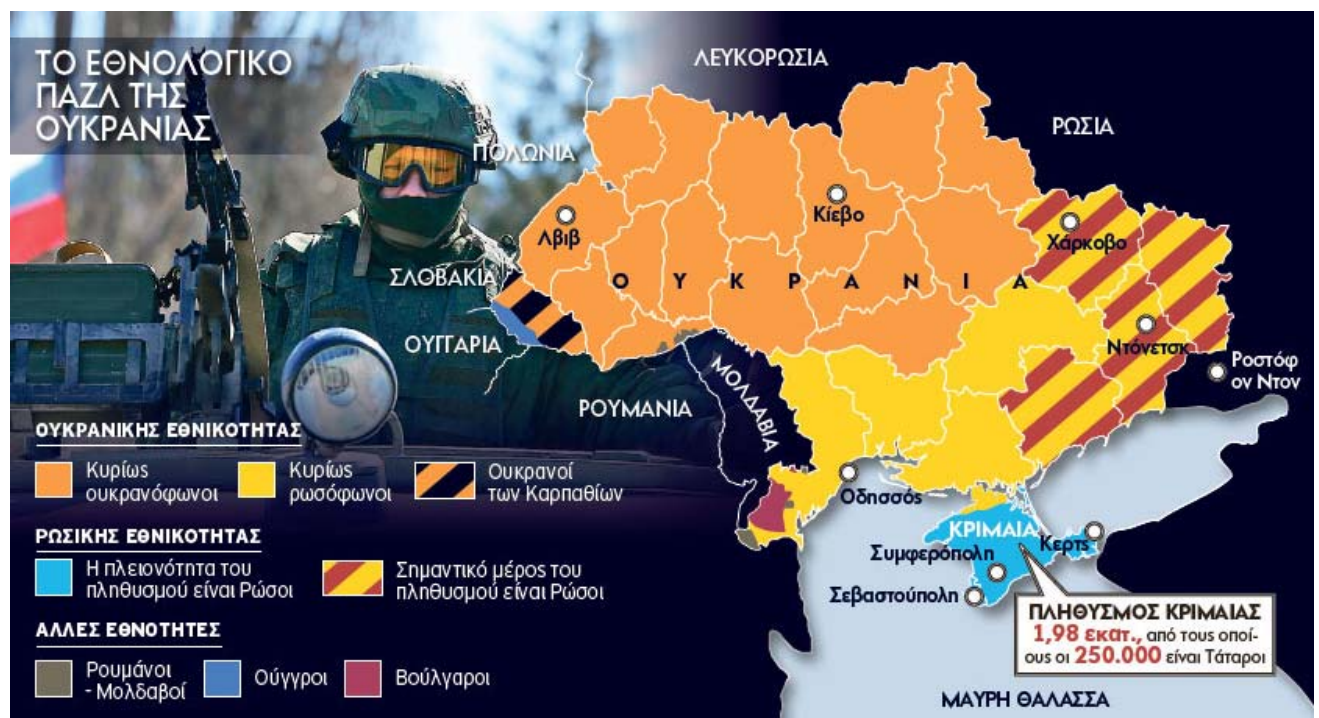 ΤΟ ΕΘΝΟΛΟΓΙΚΟ
ΠΑΖΛ ΤΗΣ
ΟΥΚΡΑΝΙΑΣ
ΛΕΥΚΟΡΩΣΙΑ
ΡΩΣΙΑ
ΠΟΛΩΝΙΑ
Κίεβο
Λβιβ
Χάρκοβο
ΣΛΟΒΑΚΙΑ
ΟΥΚΡΑΝΙΑ
ΟΥΓΓΑΡΙΑ
Ντόνετσκ
Ροστόφ
ον Ντον
ΡΟΥΜΑΝΙΑ
ΜΟΛΔΑΒΙΑ
ΟΥΚΡΑΝΙΚΗΣ ΕΘΝΙΚΟΤΗΤΑΣ
Κυρίως
ουκρανόφωνοι
Κυρίως
ρωσόφωνοι
Ουκρανοί
των Καρπαθίων
Οδησσός
ΡΩΣΙΚΗΣ ΕΘΝΙΚΟΤΗΤΑΣ
Η πλειονότητα του
πληθυσμού είναι Ρώσοι
Σημαντικό μέρος του
πληθυσμού είναι Ρώσοι
ΚΡΙΜΑΙΑ
Κερτς
Συμφερόπολη
Σεβαστούπολη
ΠΛΗΘΥΣΜΟΣ ΚΡΙΜΑΙΑΣ
1,98 εκατ., από τους οποί-
ους οι 250.000 είναι Τάταροι
ΑΛΛΕΣ ΕΘΝΟΤΗΤΕΣ
Ρουμάνοι
- Μολδαβοί
Ούγγροι
Βούλγαροι
ΜΑΥΡΗ ΘΑΛΑΣΣΑ